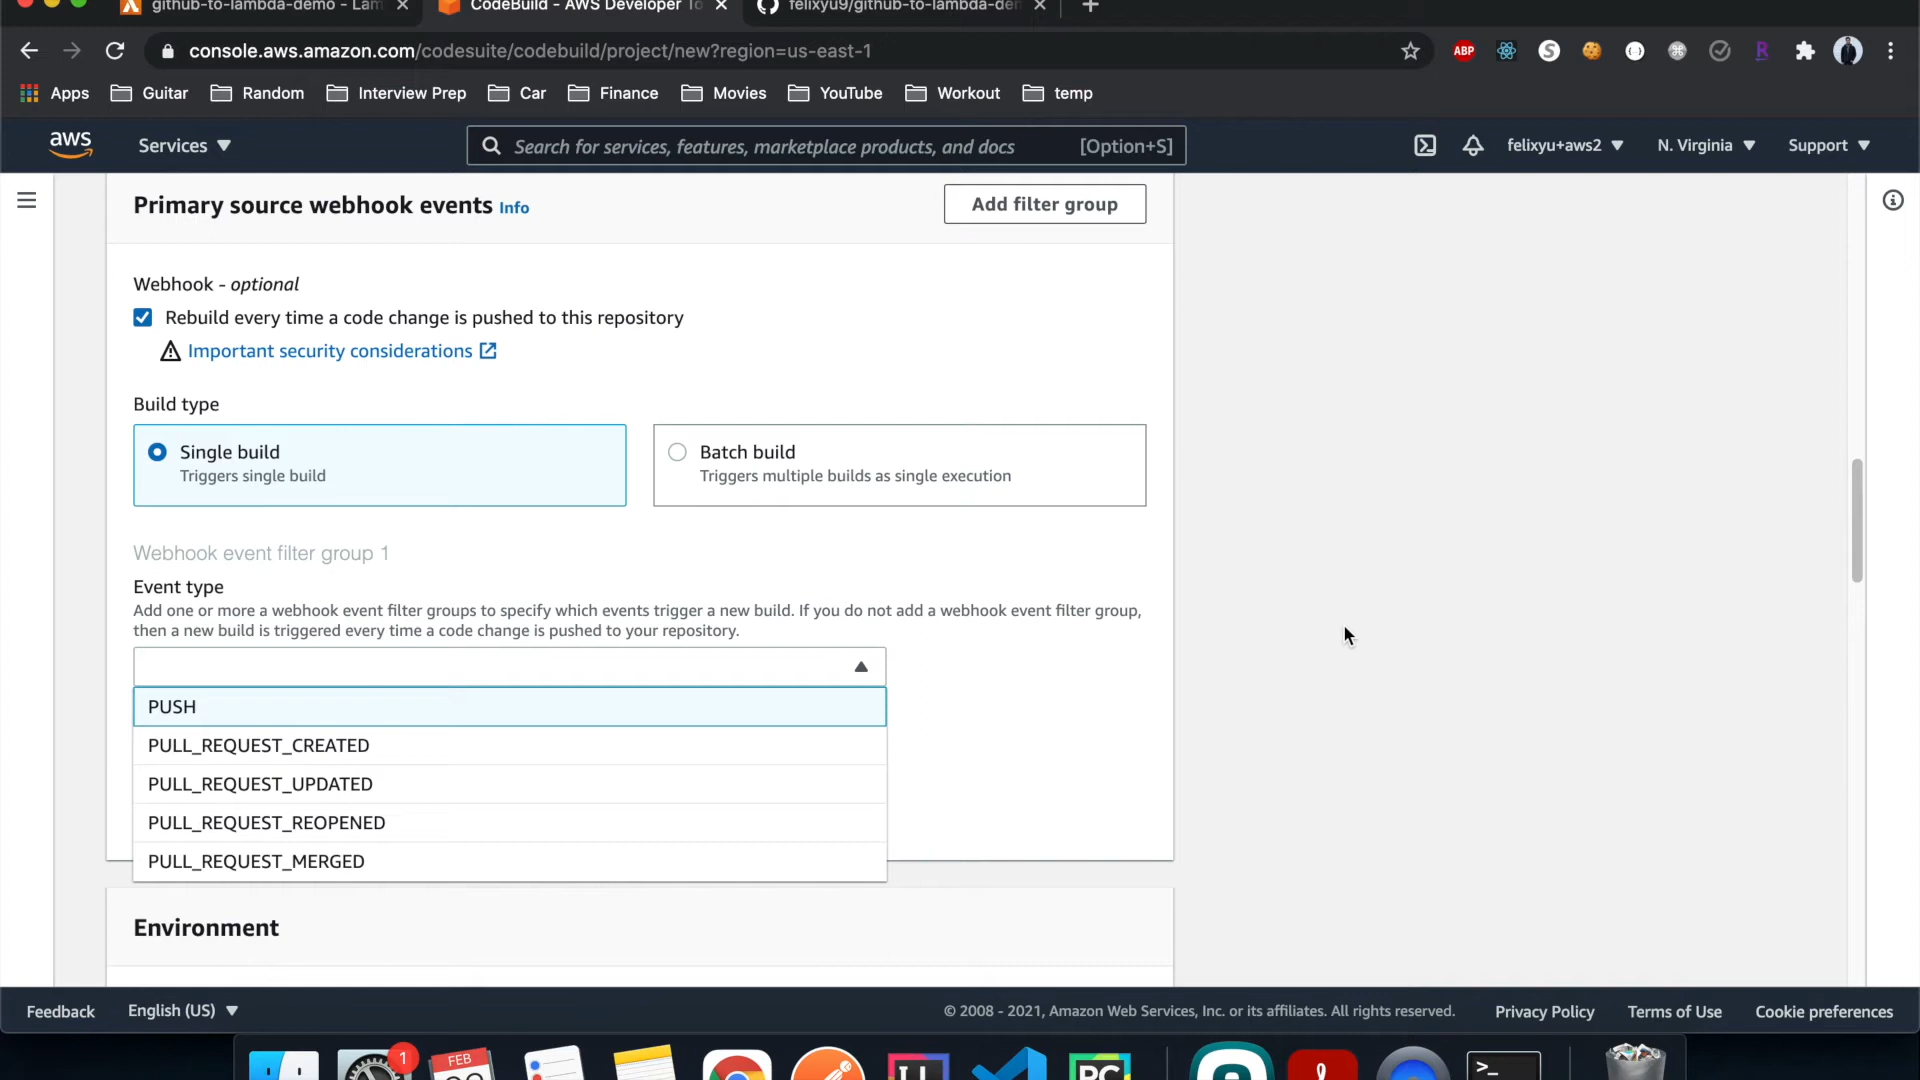 github-to-lambda-demo - Lam
CodeBuild - AWS Developer To
felixyu9/github-to-lambda-dem
console.aws.amazon.com/codesuite/codebuild/project/new?region=us-east-1
ABP
S
R
Apps
Guitar
Random
Interview Prep
Car
Finance
Movies
YouTube
Workout
temp
aws
Services
Search for services, features, marketplace products, and docs
[Option+S]
felixyu+aws2
N. Virginia
Support
Primary source webhook events Info
Add filter group
Webhook - optional
Rebuild every time a code change is pushed to this repository
Important security considerations
Build type
Single build
Triggers single build
Batch build
Triggers multiple builds as single execution
Webhook event filter group 1
Event type
Add one or more a webhook event filter groups to specify which events trigger a new build. If you do not add a webhook event filter group,
then a new build is triggered every time a code change is pushed to your repository.
PUSH
PULL_REQUEST_CREATED
PULL_REQUEST_UPDATED
PULL_REQUEST_REOPENED
PULL_REQUEST_MERGED
Environment
Feedback
English (US)
© 2008 - 2021, Amazon Web Services, Inc. or its affiliates. All rights reserved.
Privacy Policy
Terms of Use
Cookie preferences
1
FEB
PC
>_